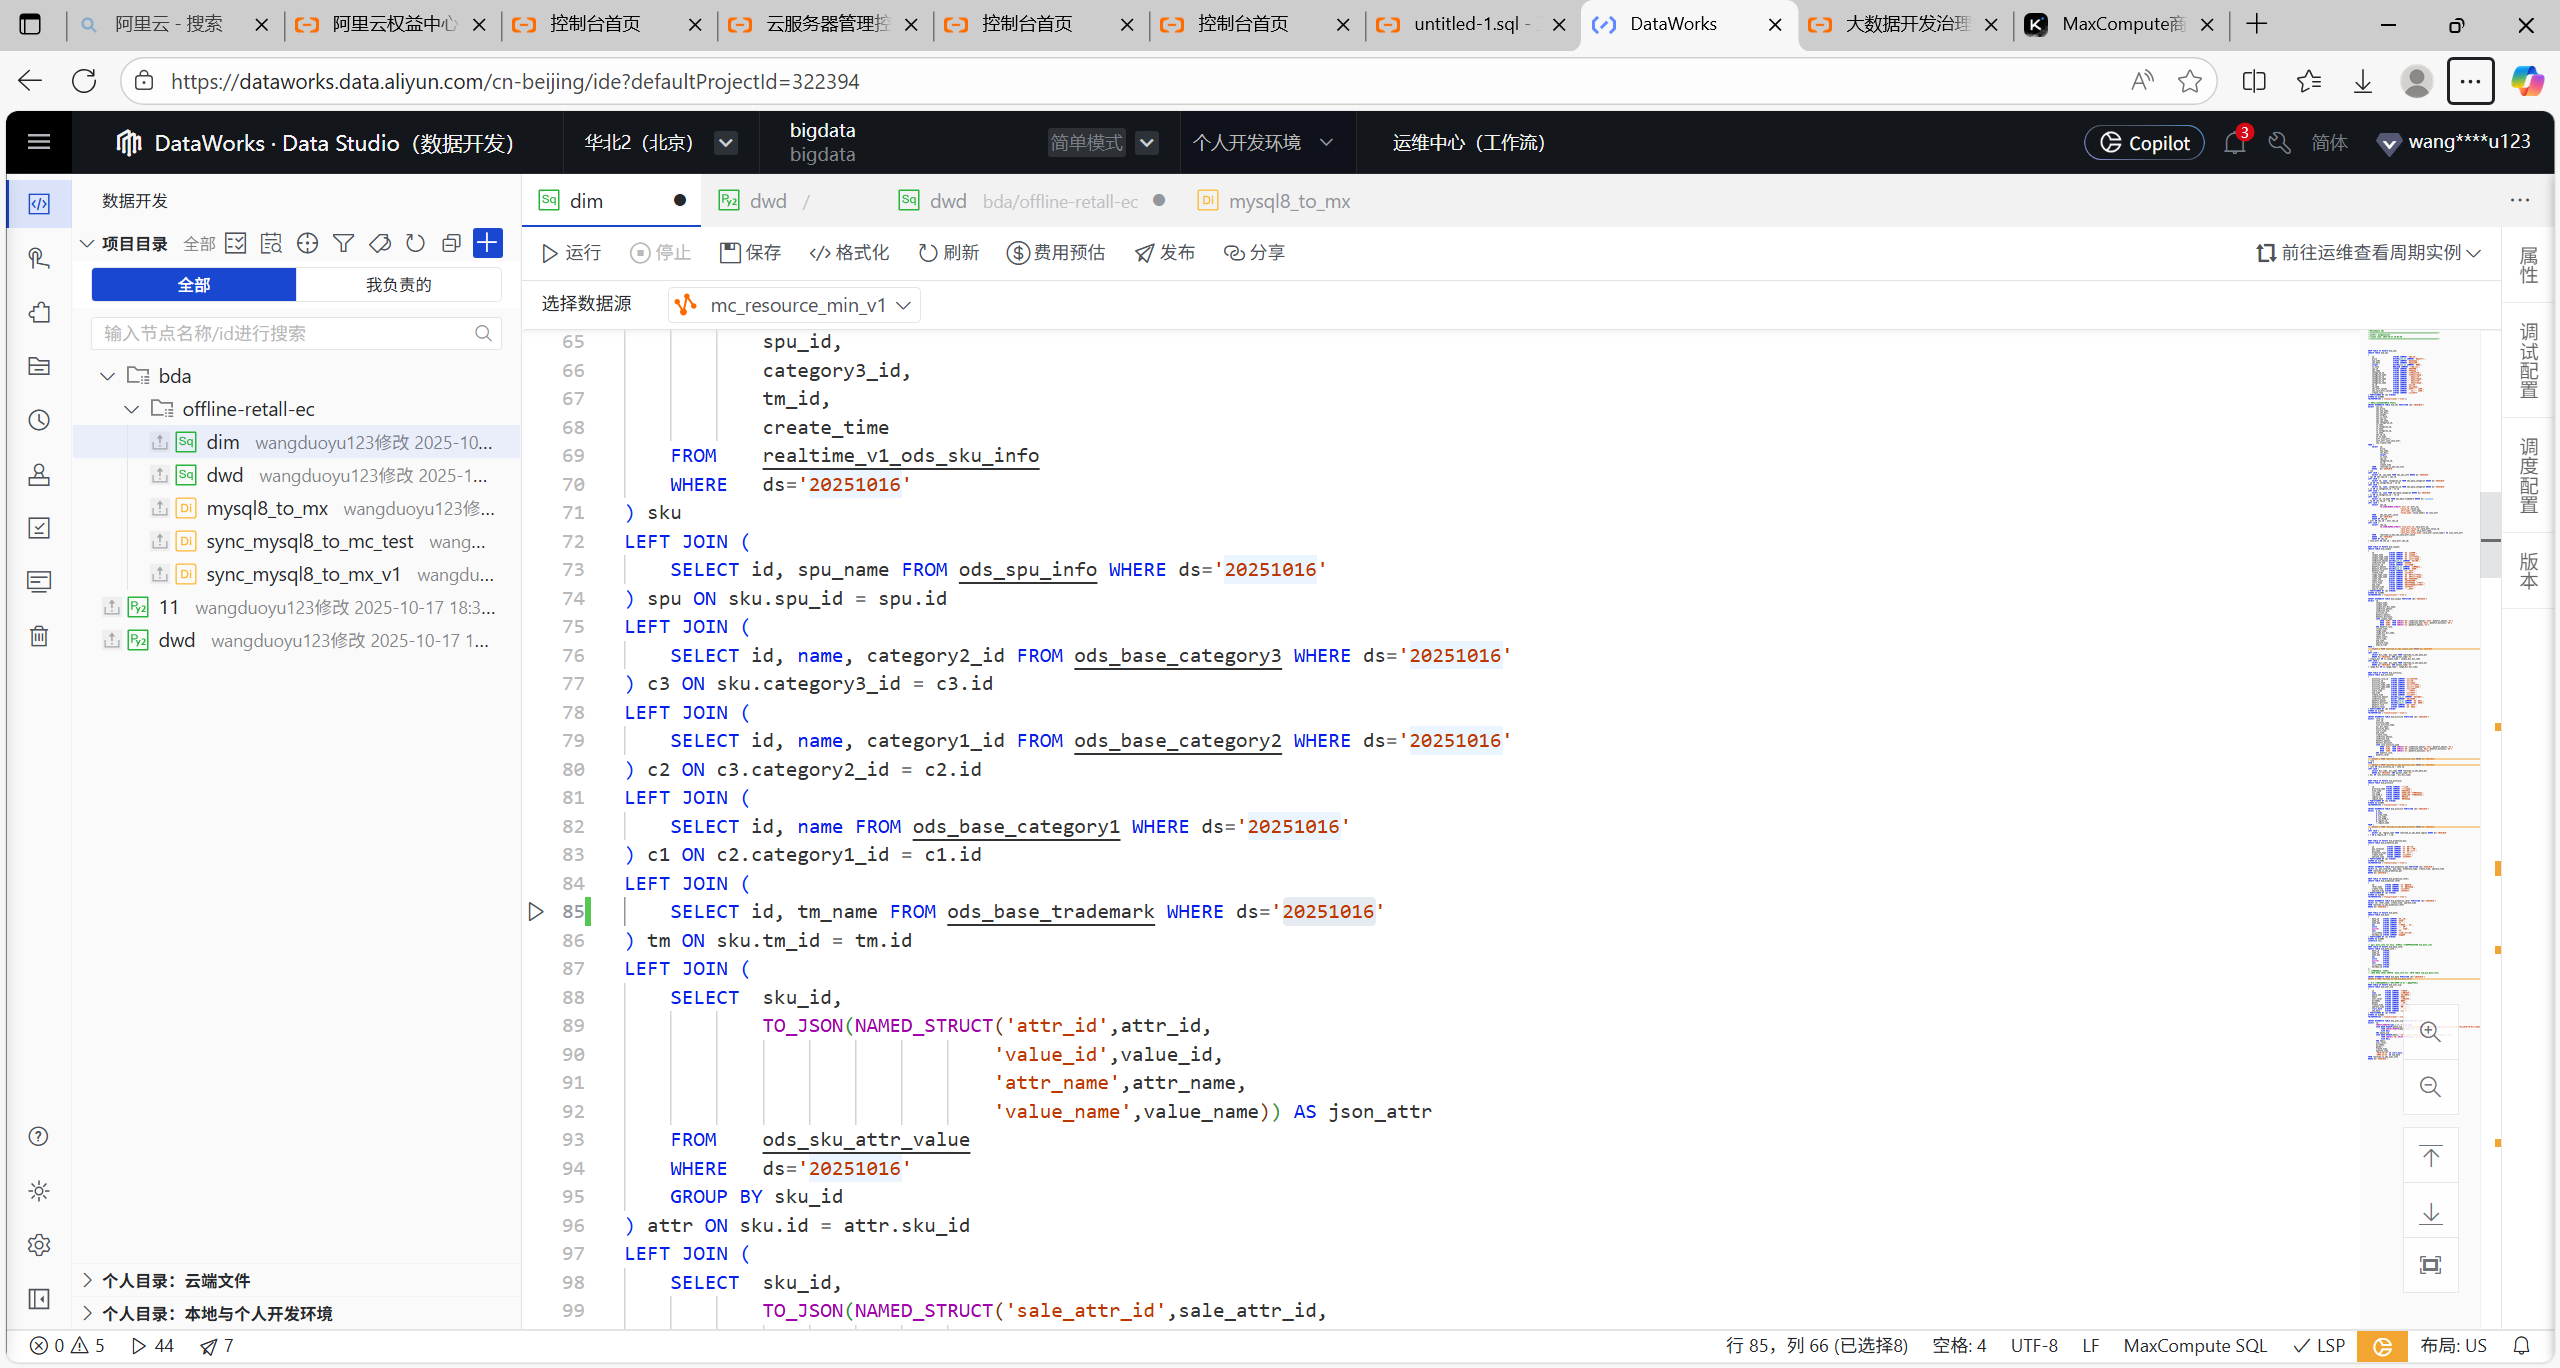 阿里云 - 搜索
阿里云权益中心
控制台首页
云服务器管理控
控制台首页
控制台首页
untitled-1.sql -
DataWorks
大数据开发治理
MaxCompute商
https://dataworks.data.aliyun.com/cn-beijing/ide?defaultProjectId=322394
DataWorks · Data Studio（数据开发）
华北2（北京）
bigdata
bigdata
简单模式
个人开发环境
运维中心（工作流）
Copilot
3
简体
wang****u123
数据开发
项目目录 全部
全部 我负责的
输入节点名称/id进行搜索
bda
offline-retall-ec
Sq dim wangduoyu123修改 2025-10...
Sq dwd wangduoyu123修改 2025-1...
Di mysql8_to_mx wangduoyu123修...
Di sync_mysql8_to_mc_test wang...
Di sync_mysql8_to_mx_v1 wangdu...
Py2 11 wangduoyu123修改 2025-10-17 18:3...
Py2 dwd wangduoyu123修改 2025-10-17 1...
个人目录：云端文件
个人目录：本地与个人开发环境
Sq dim
Py2 dwd /
Sq dwd bda/offline-retall-ec
Di mysql8_to_mx
运行 停止 保存 格式化 刷新 费用预估 发布 分享
前往运维查看周期实例
选择数据源 mc_resource_min_v1
65 spu_id,
66 category3_id,
67 tm_id,
68 create_time
69 FROM realtime_v1_ods_sku_info
70 WHERE ds='20251016'
71 ) sku
72 LEFT JOIN (
73 SELECT id, spu_name FROM ods_spu_info WHERE ds='20251016'
74 ) spu ON sku.spu_id = spu.id
75 LEFT JOIN (
76 SELECT id, name, category2_id FROM ods_base_category3 WHERE ds='20251016'
77 ) c3 ON sku.category3_id = c3.id
78 LEFT JOIN (
79 SELECT id, name, category1_id FROM ods_base_category2 WHERE ds='20251016'
80 ) c2 ON c3.category2_id = c2.id
81 LEFT JOIN (
82 SELECT id, name FROM ods_base_category1 WHERE ds='20251016'
83 ) c1 ON c2.category1_id = c1.id
84 LEFT JOIN (
85 SELECT id, tm_name FROM ods_base_trademark WHERE ds='20251016'
86 ) tm ON sku.tm_id = tm.id
87 LEFT JOIN (
88 SELECT sku_id,
89 TO_JSON(NAMED_STRUCT('attr_id',attr_id,
90 'value_id',value_id,
91 'attr_name',attr_name,
92 'value_name',value_name)) AS json_attr
93 FROM ods_sku_attr_value
94 WHERE ds='20251016'
95 GROUP BY sku_id
96 ) attr ON sku.id = attr.sku_id
97 LEFT JOIN (
98 SELECT sku_id,
99 TO_JSON(NAMED_STRUCT('sale_attr_id',sale_attr_id,
属性
调试配置
调度配置
版本
0 5 44 7
行 85，列 66 (已选择8)
空格: 4
UTF-8
LF
MaxCompute SQL
LSP
布局: US